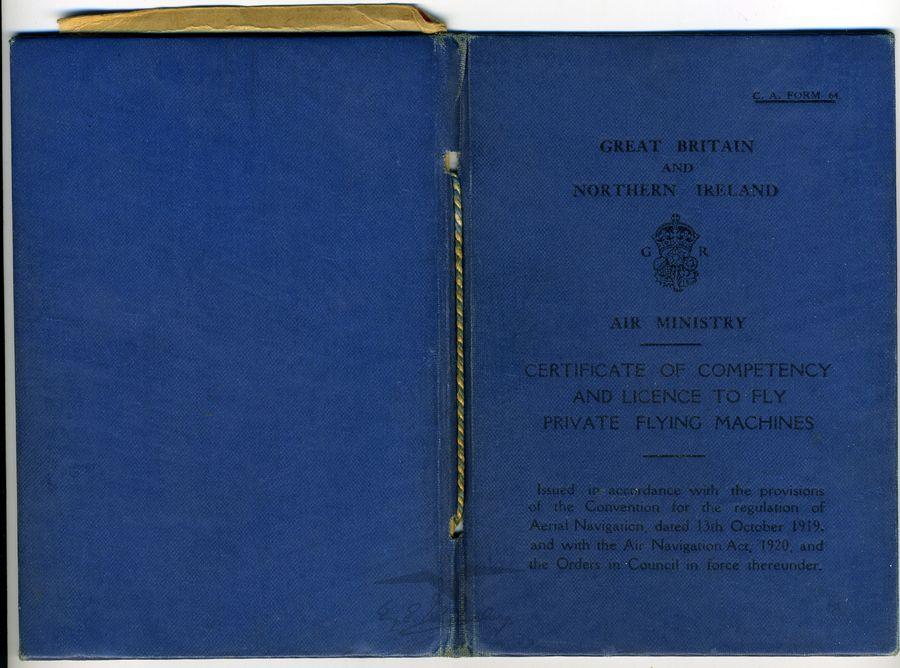 C. A. FORM 64.
GREAT BRITAIN
AND
NORTHERN IRELAND
G R
AIR MINISTRY
CERTIFICATE OF COMPETENCY
AND LICENCE TO FLY
PRIVATE FLYING MACHINES
Issued in accordance with the provisions
of the Convention for the regulation of
Aerial Navigation, dated 13th October 1919,
and with the Air Navigation Act, 1920, and
the Orders in Council in force thereunder.